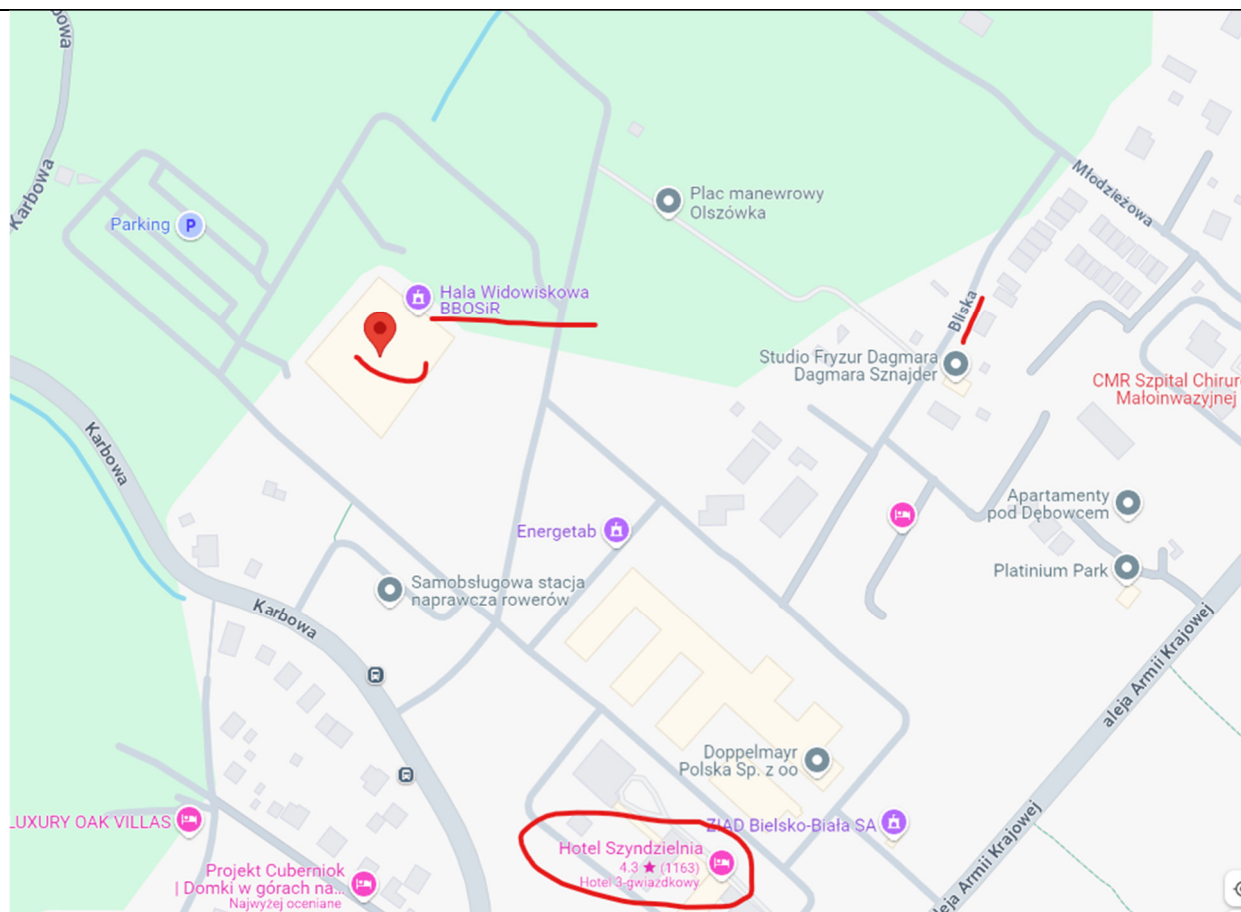 owa
Karbowa
Parking
P
Plac manewrowy
Olszówka
Młodzieżowa
Hala Widowiskowa
BBOSiR
Bliska
Studio Fryzur Dagmara
Dagmara Sznajder
CMR Szpital Chirur
Małoinwazyjnej
Karbowa
Apartamenty
pod Dębowcem
Energetab
Platinium Park
Samobsługowa stacja
naprawcza rowerów
Karbowa
aleja Armii Krajowej
Doppelmayr
Polska Sp. z oo
LUXURY OAK VILLAS
ZIAD Bielsko-Biała SA
Hotel Szyndzielnia
4.3 ★ (1163)
Hotel 3-gwiazdkowy
Projekt Cuberniok
| Domki w górach na...
Najwyżej oceniane
eja Armii Krajowej